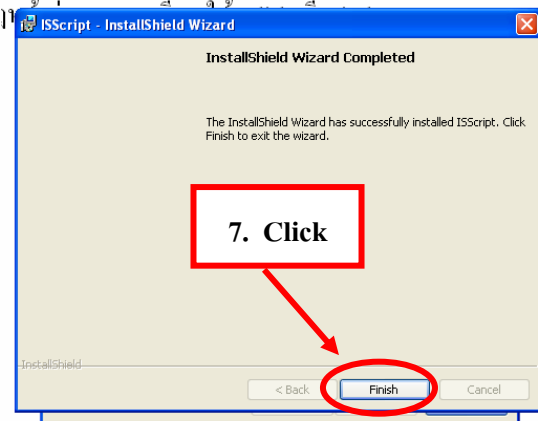 ISScript - InstallShield Wizard
InstallShield Wizard Completed
The InstallShield Wizard has successfully installed ISScript. Click
Finish to exit the wizard.
7. Click
InstallShield
< Back Finish Cancel